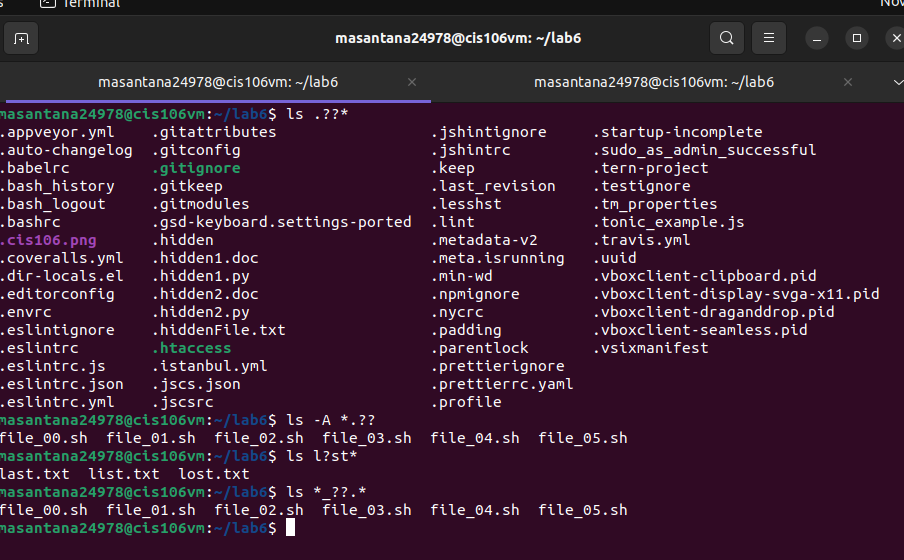 Terminal
Nov
masantana24978@cis106vm: ~/lab6
masantana24978@cis106vm: ~/lab6 × masantana24978@cis106vm: ~/lab6 ×
masantana24978@cis106vm:~/lab6$ ls .??*
.appveyor.yml .gitattributes .jshintignore .startup-incomplete
.auto-changelog .gitconfig .jshintrc .sudo_as_admin_successful
.babelrc .gitignore .keep .tern-project
.bash_history .gitkeep .last_revision .testignore
.bash_logout .gitmodules .lesshst .tm_properties
.bashrc .gsd-keyboard.settings-ported .lint .tonic_example.js
.cis106.png .hidden .metadata-v2 .travis.yml
.coveralls.yml .hidden1.doc .meta.isrunning .uuid
.dir-locals.el .hidden1.py .min-wd .vboxclient-clipboard.pid
.editorconfig .hidden2.doc .npmignore .vboxclient-display-svga-x11.pid
.envrc .hidden2.py .nycrc .vboxclient-draganddrop.pid
.eslintignore .hiddenFile.txt .padding .vboxclient-seamless.pid
.eslintrc .htaccess .parentlock .vsixmanifest
.eslintrc.js .istanbul.yml .prettierignore
.eslintrc.json .jscs.json .prettierrc.yaml
.eslintrc.yml .jscsrc .profile
masantana24978@cis106vm:~/lab6$ ls -A *.??
file_00.sh file_01.sh file_02.sh file_03.sh file_04.sh file_05.sh
masantana24978@cis106vm:~/lab6$ ls l?st*
last.txt list.txt lost.txt
masantana24978@cis106vm:~/lab6$ ls *_??.*
file_00.sh file_01.sh file_02.sh file_03.sh file_04.sh file_05.sh
masantana24978@cis106vm:~/lab6$